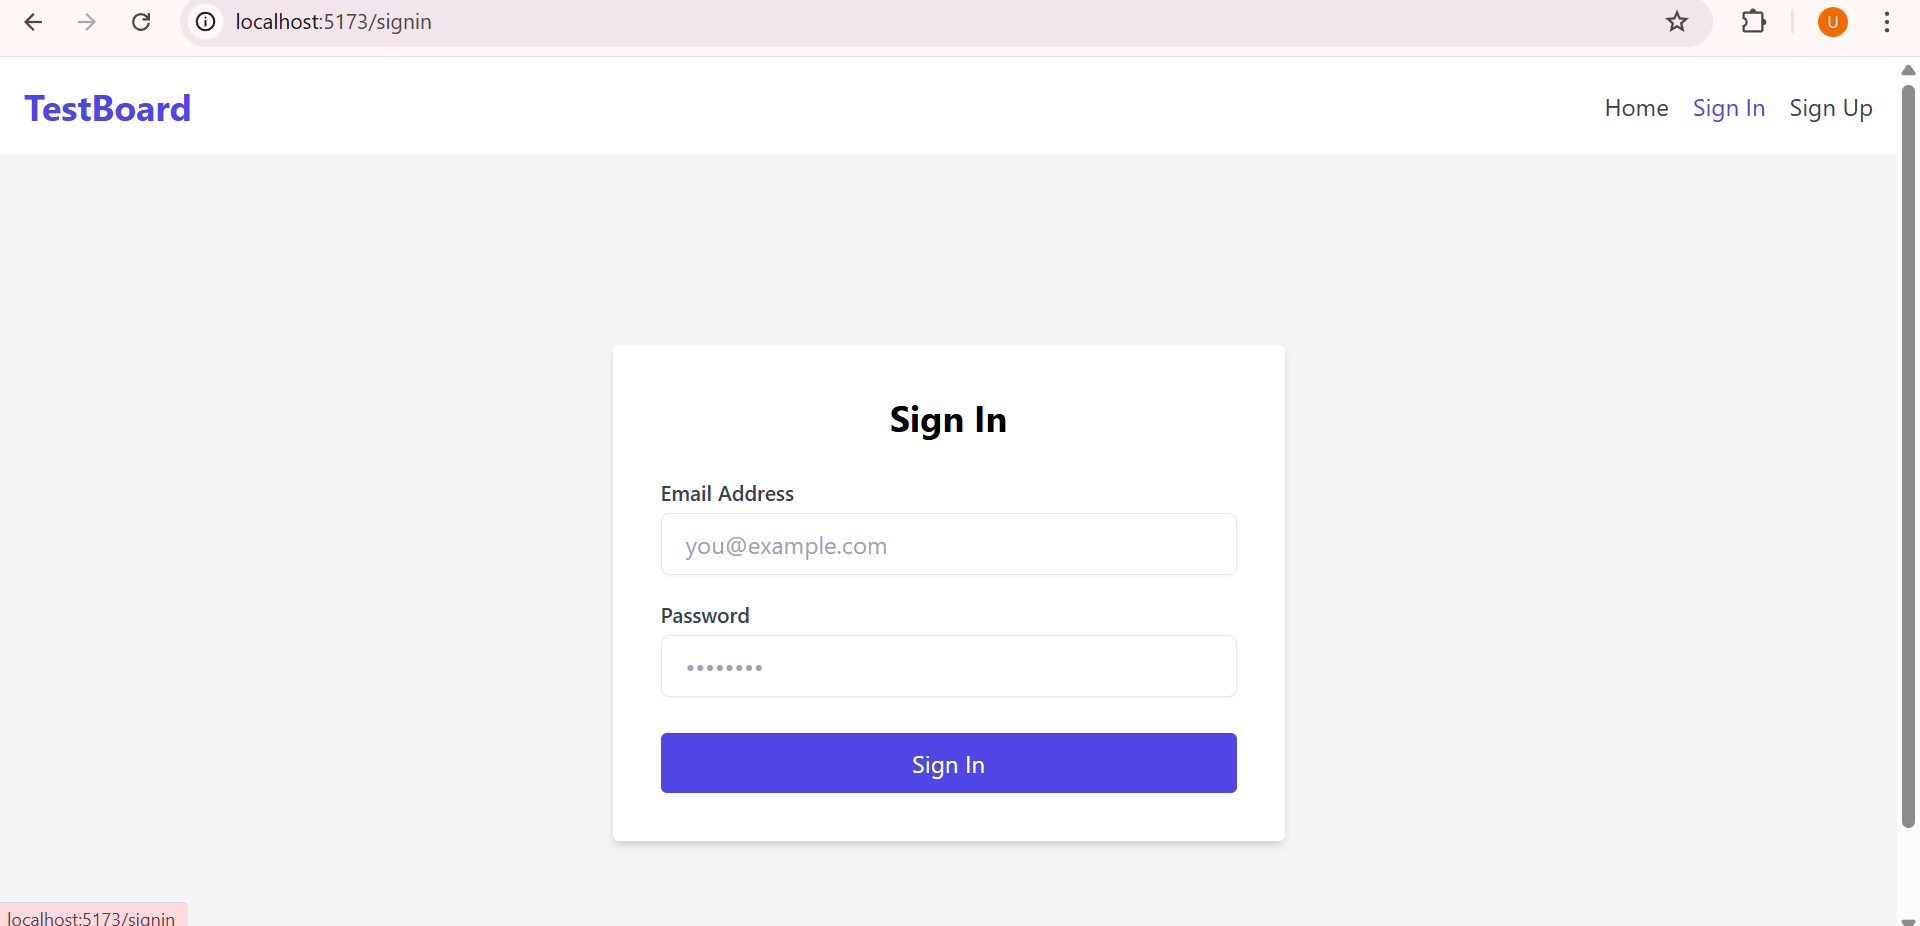 localhost:5173/signin
U
TestBoard
Home Sign In Sign Up
Sign In
Email Address
you@example.com
Password
••••••••
Sign In
localhost:5173/signin